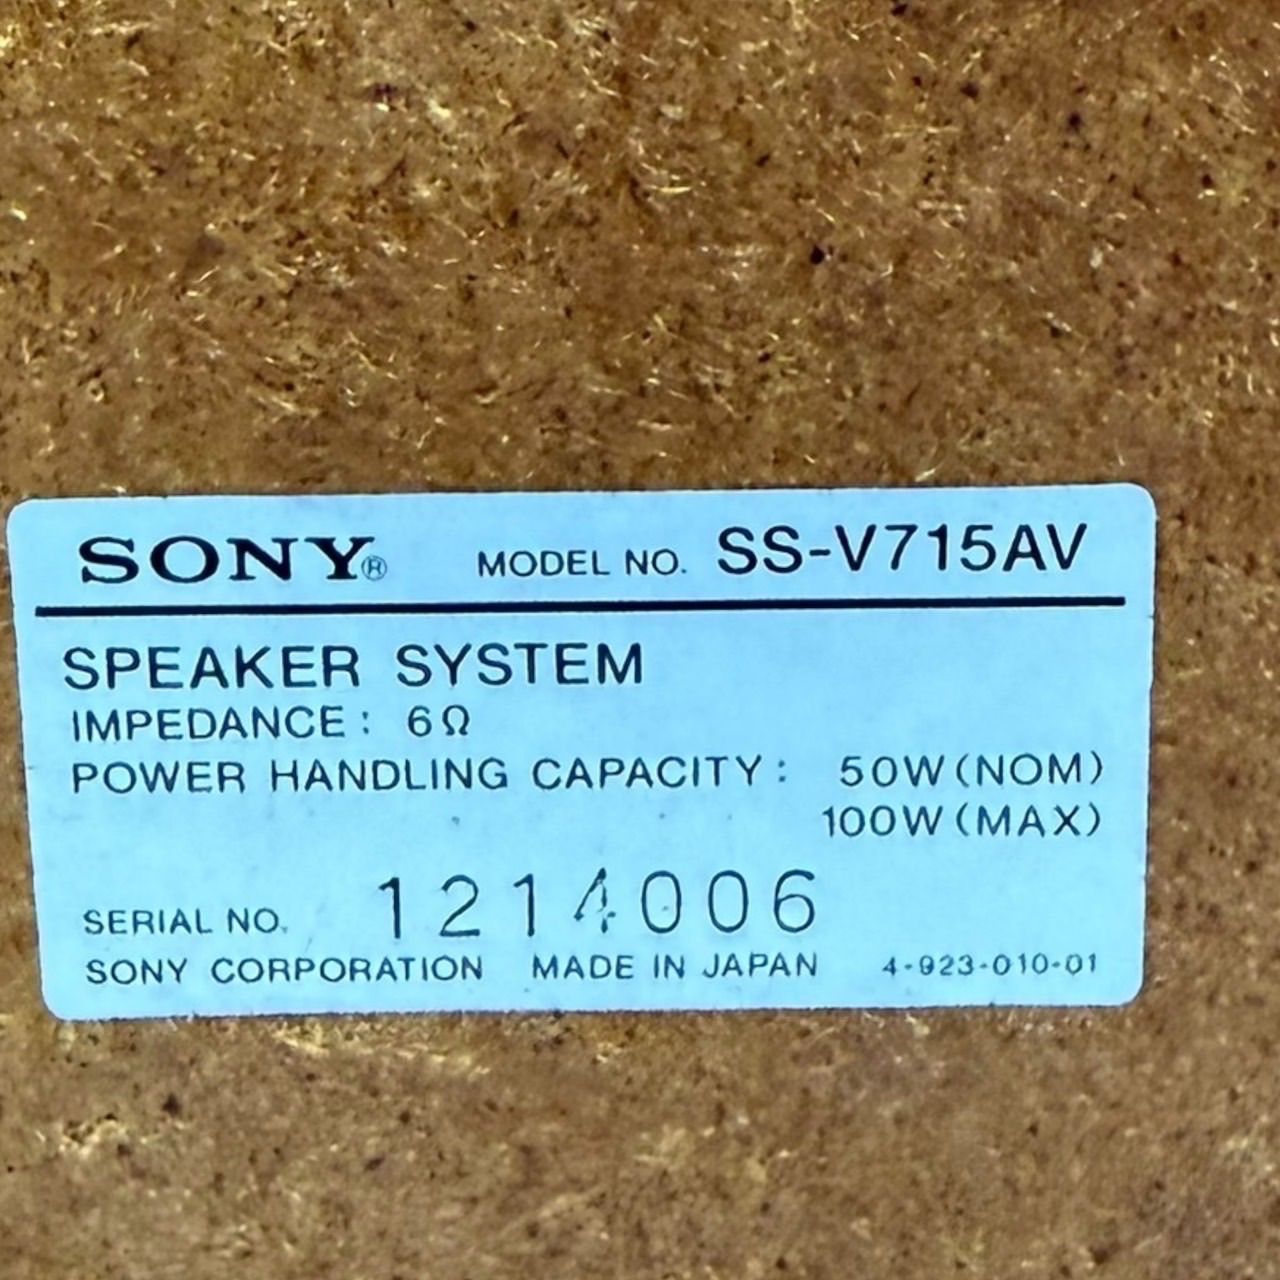 SONY® MODEL NO. SS-V715AV
SPEAKER SYSTEM
IMPEDANCE: 6Ω
POWER HANDLING CAPACITY: 50W(NOM)
100W(MAX)
SERIAL NO. 1214006
SONY CORPORATION MADE IN JAPAN 4-923-010-01